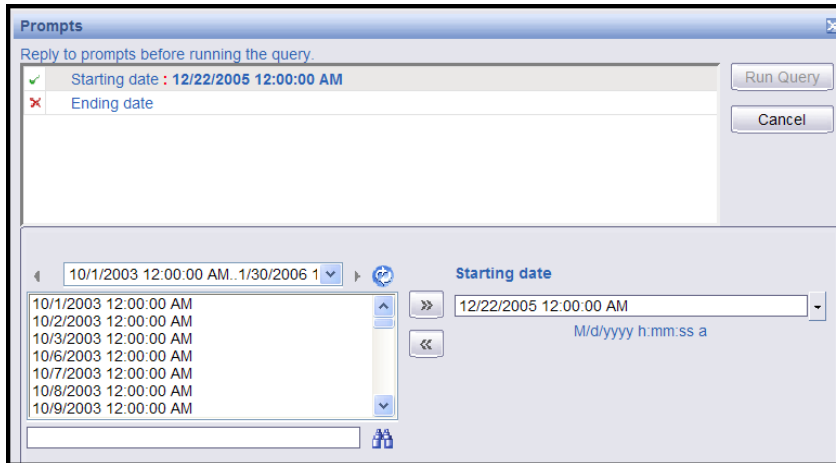 Prompts
Reply to prompts before running the query.
Starting date : 12/22/2005 12:00:00 AM
Run Query
Ending date
Cancel
10/1/2003 12:00:00 AM..1/30/2006 1
Starting date
10/1/2003 12:00:00 AM
10/2/2003 12:00:00 AM
10/3/2003 12:00:00 AM
10/6/2003 12:00:00 AM
10/7/2003 12:00:00 AM
10/8/2003 12:00:00 AM
10/9/2003 12:00:00 AM
12/22/2005 12:00:00 AM
M/d/yyyy h:mm:ss a